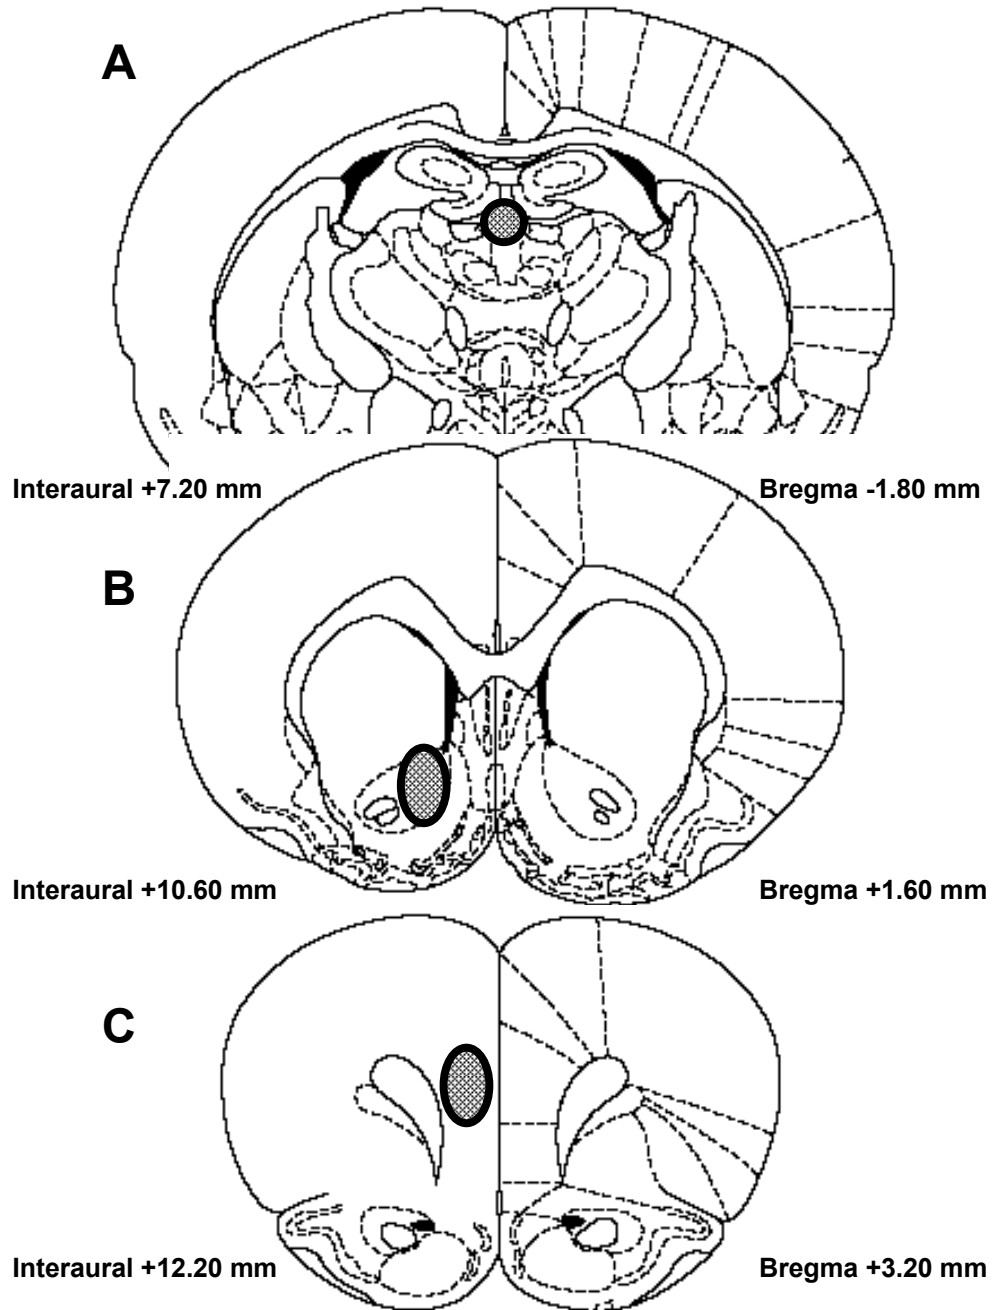 A
Interaural +7.20 mm
Bregma -1.80 mm
B
Interaural +10.60 mm
Bregma +1.60 mm
C
Interaural +12.20 mm
Bregma +3.20 mm